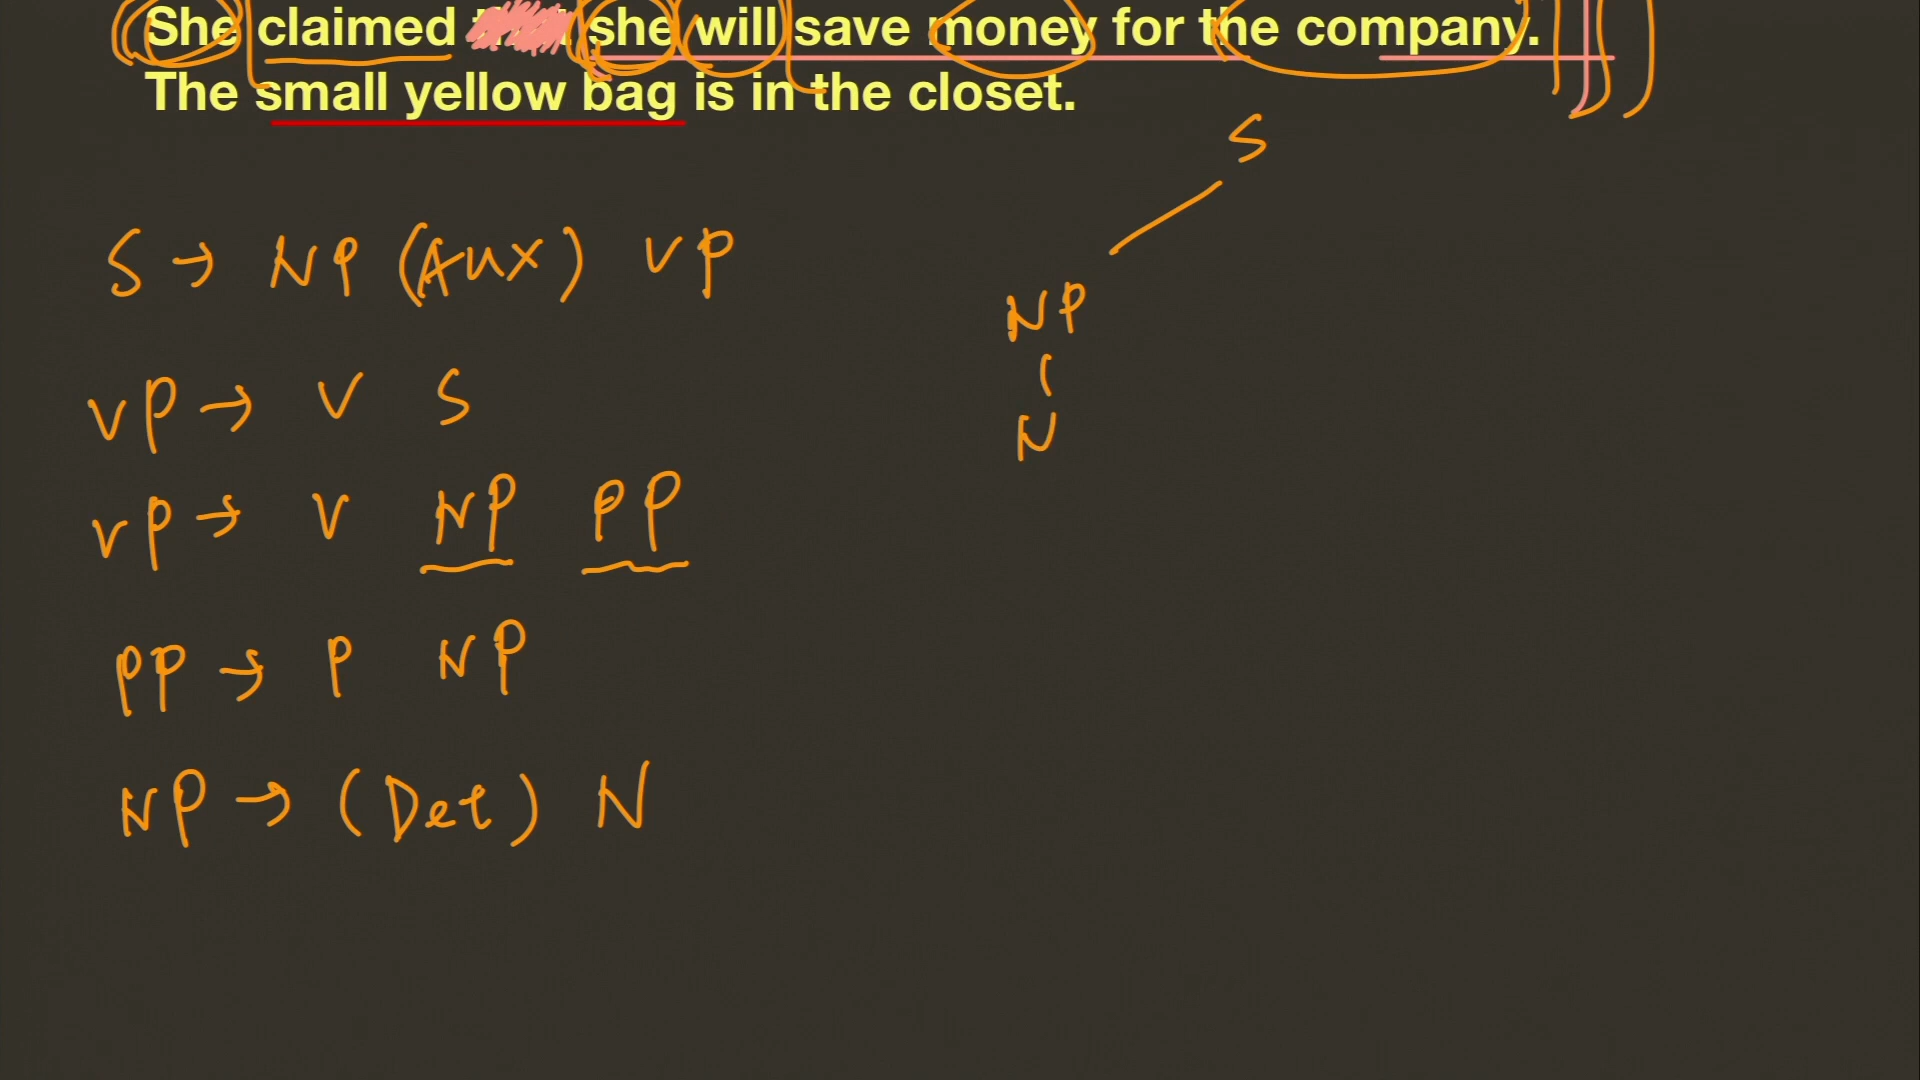 She claimed she will save money for the company.
The small yellow bag is in the closet.
S
S → NP (Aux) VP
NP
VP → V S
N
VP → V NP PP
PP → P NP
NP → (Det) N